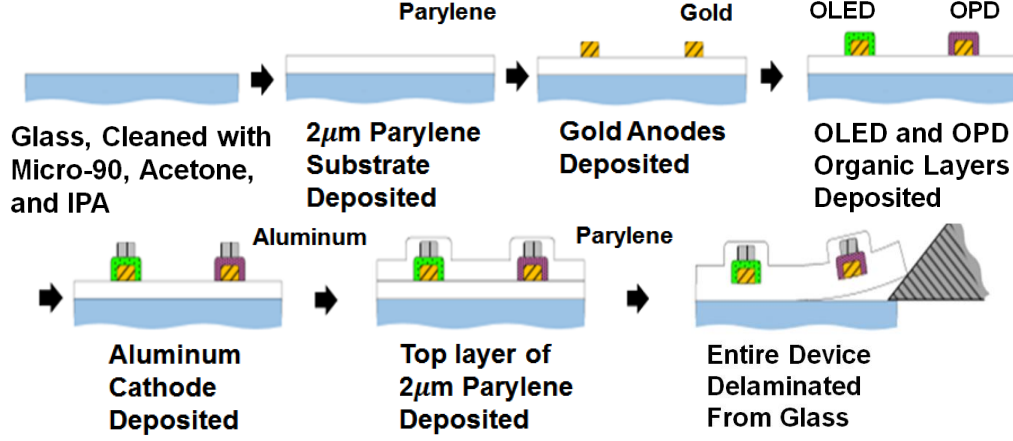 Parylene
Gold
OLED
OPD
Glass, Cleaned with
Micro-90, Acetone,
and IPA
2μm Parylene
Substrate
Deposited
Gold Anodes
Deposited
OLED and OPD
Organic Layers
Deposited
Aluminum
Parylene
Aluminum
Cathode
Deposited
Top layer of
2μm Parylene
Deposited
Entire Device
Delaminated
From Glass